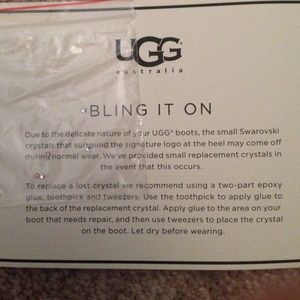 UGG®
australia
BLING IT ON
Due to the delicate nature of your UGG® boots, the small Swarovski
crystals that surround the signature logo at the heel may come off
during normal wear. We've provided small replacement crystals in
the event that this occurs.
To replace a lost crystal we recommend using a two-part epoxy
glue, toothpick and tweezers. Use the toothpick to apply glue to
the back of the replacement crystal. Apply glue to the area on your
boot that needs repair, and then use tweezers to place the crystal
on the boot. Let dry before wearing.